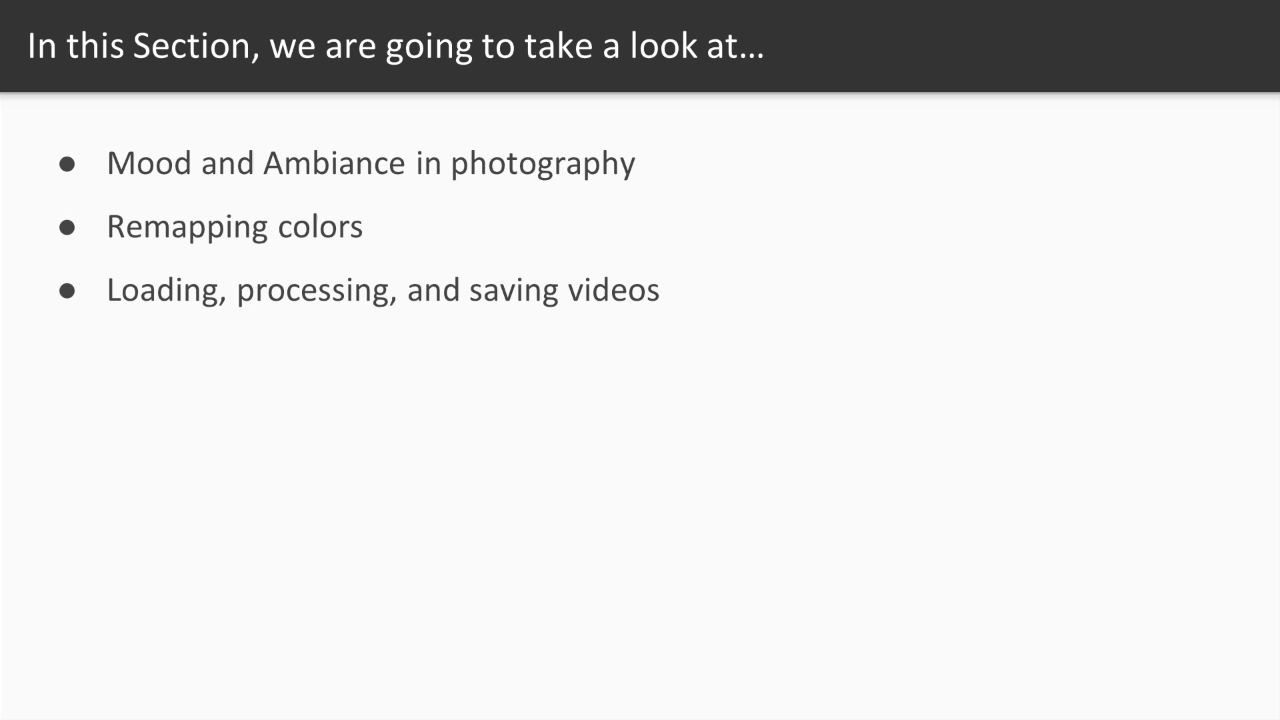 In this Section, we are going to take a look at...
● Mood and Ambiance in photography
● Remapping colors
● Loading, processing, and saving videos